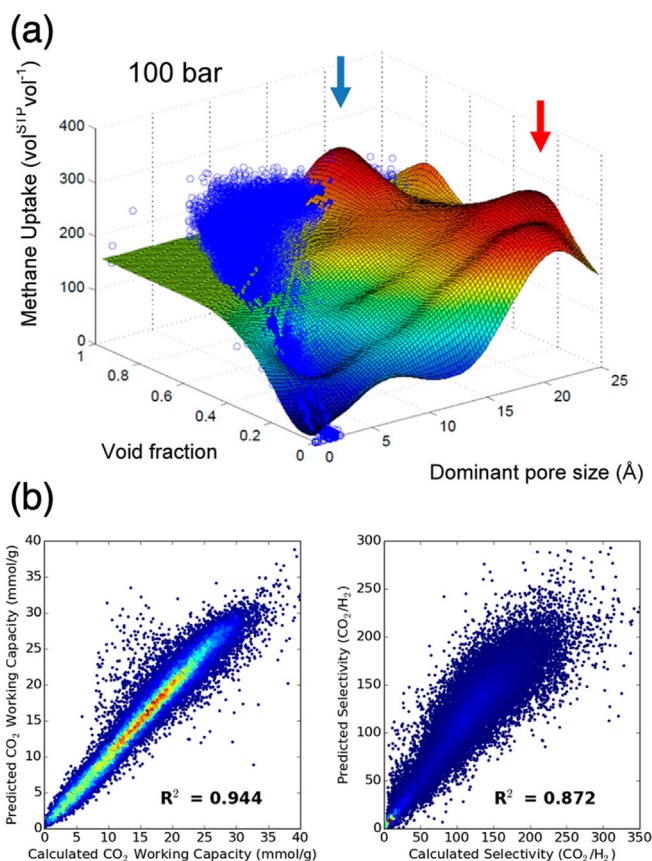 (a)
100 bar
Methane Uptake (vol^STP vol^-1)
400
300
200
100
0
1
0.8
0.6
0.4
0.2
0
Void fraction
0
5
10
15
20
25
Dominant pore size (Å)
(b)
Predicted CO₂ Working Capacity (mmol/g)
40
35
30
25
20
15
10
5
0
R² = 0.944
0 5 10 15 20 25 30 35 40
Calculated CO₂ Working Capacity (mmol/g)
Predicted Selectivity (CO₂/H₂)
300
250
200
150
100
50
0
R² = 0.872
0 50 100 150 200 250 300 350
Calculated Selectivity (CO₂/H₂)